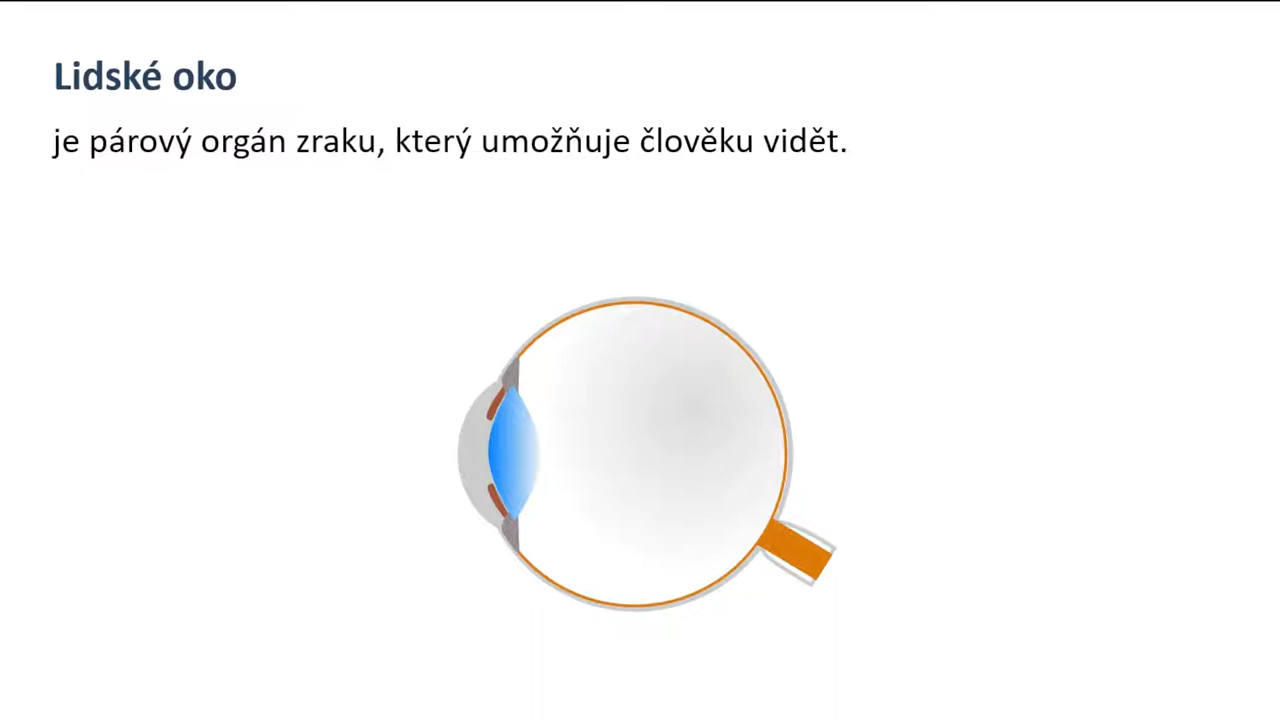 Lidské oko
je párový orgán zraku, který umožňuje člověku vidět.